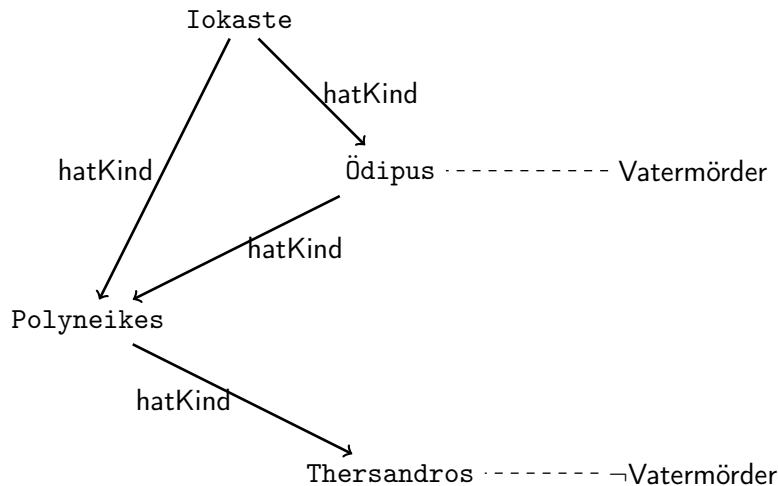 Iokaste
hatKind
hatKind
Ödipus Vatermörder
hatKind
Polyneikes
hatKind
Thersandros ¬Vatermörder